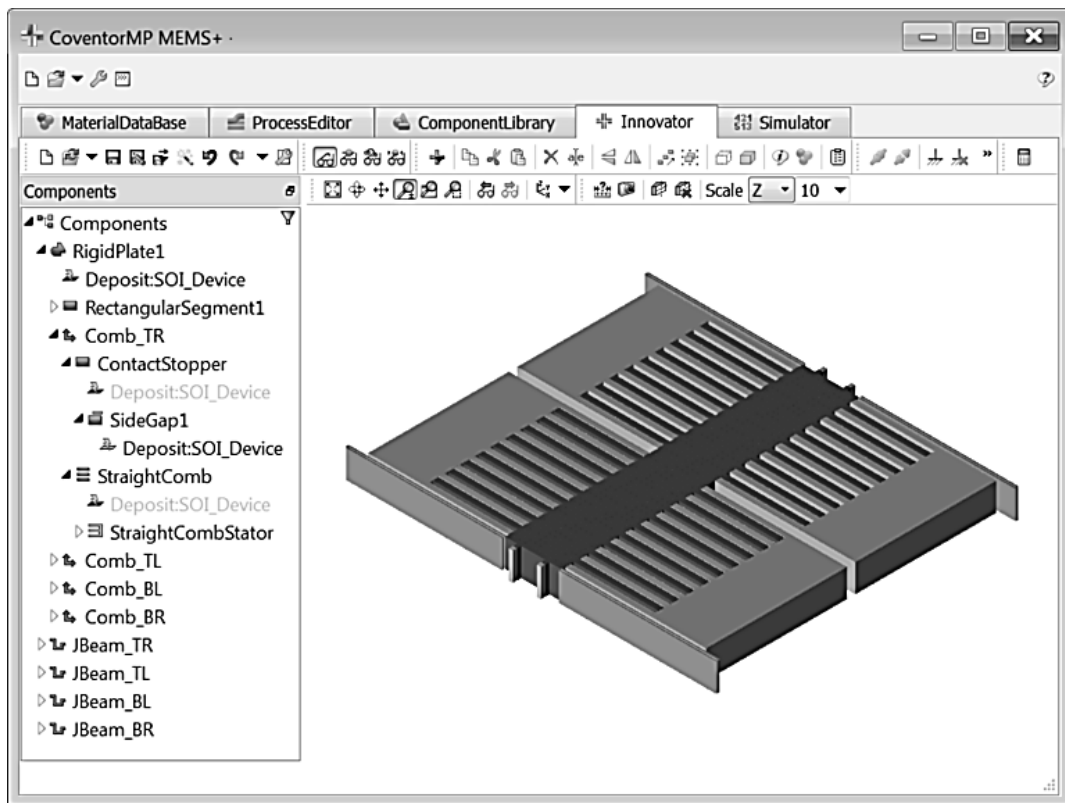 CoventorMP MEMS+ ·
MaterialDataBase ProcessEditor ComponentLibrary Innovator Simulator
Components
Scale Z 10
Components
RigidPlate1
Deposit:SOI_Device
RectangularSegment1
Comb_TR
ContactStopper
Deposit:SOI_Device
SideGap1
Deposit:SOI_Device
StraightComb
Deposit:SOI_Device
StraightCombStator
Comb_TL
Comb_BL
Comb_BR
JBeam_TR
JBeam_TL
JBeam_BL
JBeam_BR